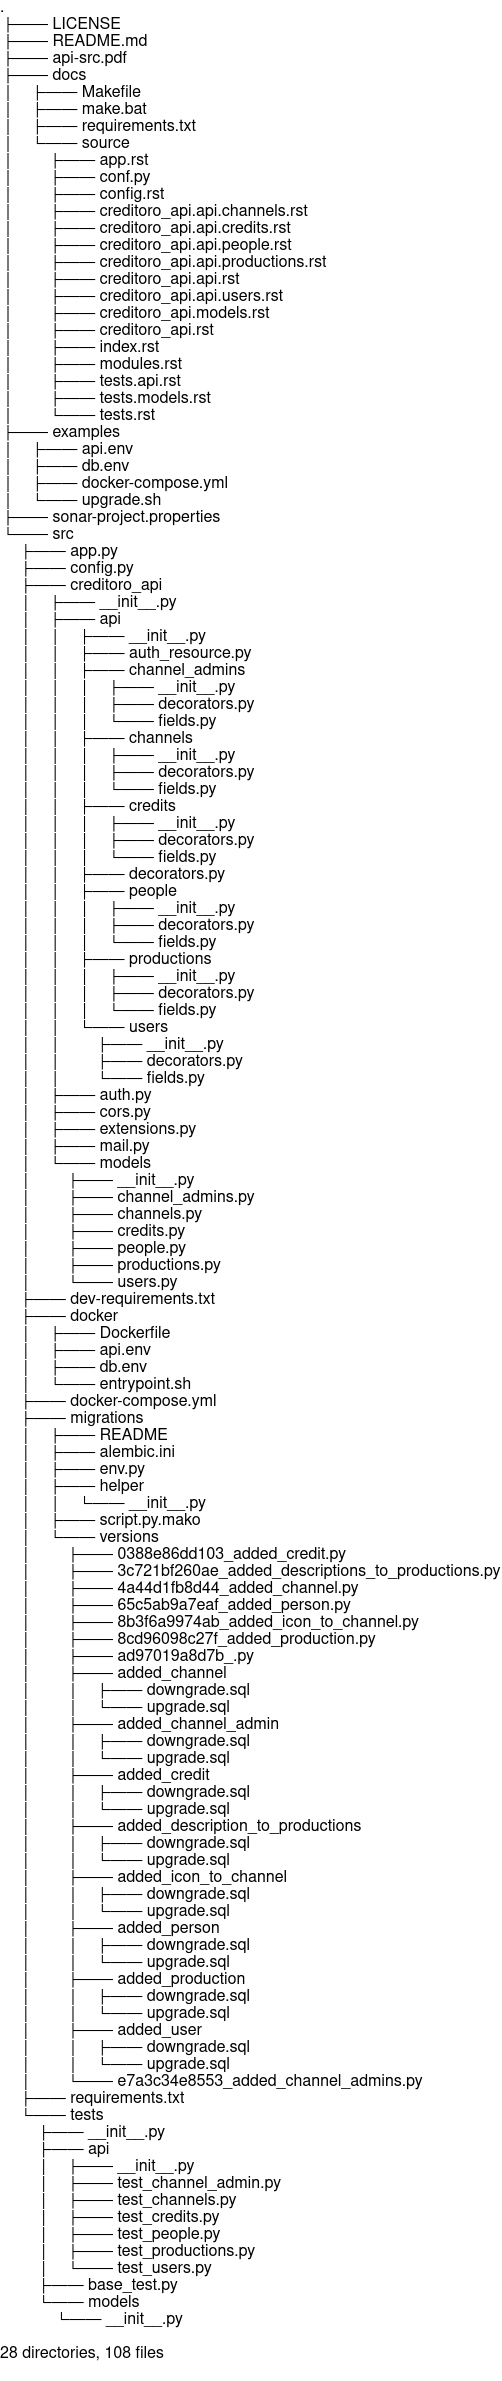 .
├── LICENSE
├── README.md
├── api-src.pdf
├── docs
│   ├── Makefile
│   ├── make.bat
│   ├── requirements.txt
│   └── source
│       ├── app.rst
│       ├── conf.py
│       ├── config.rst
│       ├── creditoro_api.api.channels.rst
│       ├── creditoro_api.api.credits.rst
│       ├── creditoro_api.api.people.rst
│       ├── creditoro_api.api.productions.rst
│       ├── creditoro_api.api.rst
│       ├── creditoro_api.api.users.rst
│       ├── creditoro_api.models.rst
│       ├── creditoro_api.rst
│       ├── index.rst
│       ├── modules.rst
│       ├── tests.api.rst
│       ├── tests.models.rst
│       └── tests.rst
├── examples
│   ├── api.env
│   ├── db.env
│   ├── docker-compose.yml
│   └── upgrade.sh
├── sonar-project.properties
└── src
    ├── app.py
    ├── config.py
    ├── creditoro_api
    │   ├── __init__.py
    │   ├── api
    │   │   ├── __init__.py
    │   │   ├── auth_resource.py
    │   │   ├── channel_admins
    │   │   │   ├── __init__.py
    │   │   │   ├── decorators.py
    │   │   │   └── fields.py
    │   │   ├── channels
    │   │   │   ├── __init__.py
    │   │   │   ├── decorators.py
    │   │   │   └── fields.py
    │   │   ├── credits
    │   │   │   ├── __init__.py
    │   │   │   ├── decorators.py
    │   │   │   └── fields.py
    │   │   ├── decorators.py
    │   │   ├── people
    │   │   │   ├── __init__.py
    │   │   │   ├── decorators.py
    │   │   │   └── fields.py
    │   │   ├── productions
    │   │   │   ├── __init__.py
    │   │   │   ├── decorators.py
    │   │   │   └── fields.py
    │   │   └── users
    │   │       ├── __init__.py
    │   │       ├── decorators.py
    │   │       └── fields.py
    │   ├── auth.py
    │   ├── cors.py
    │   ├── extensions.py
    │   ├── mail.py
    │   └── models
    │       ├── __init__.py
    │       ├── channel_admins.py
    │       ├── channels.py
    │       ├── credits.py
    │       ├── people.py
    │       ├── productions.py
    │       └── users.py
    ├── dev-requirements.txt
    ├── docker
    │   ├── Dockerfile
    │   ├── api.env
    │   ├── db.env
    │   └── entrypoint.sh
    ├── docker-compose.yml
    ├── migrations
    │   ├── README
    │   ├── alembic.ini
    │   ├── env.py
    │   ├── helper
    │   │   └── __init__.py
    │   ├── script.py.mako
    │   └── versions
    │       ├── 0388e86dd103_added_credit.py
    │       ├── 3c721bf260ae_added_descriptions_to_productions.py
    │       ├── 4a44d1fb8d44_added_channel.py
    │       ├── 65c5ab9a7eaf_added_person.py
    │       ├── 8b3f6a9974ab_added_icon_to_channel.py
    │       ├── 8cd96098c27f_added_production.py
    │       ├── ad97019a8d7b_.py
    │       ├── added_channel
    │       │   ├── downgrade.sql
    │       │   └── upgrade.sql
    │       ├── added_channel_admin
    │       │   ├── downgrade.sql
    │       │   └── upgrade.sql
    │       ├── added_credit
    │       │   ├── downgrade.sql
    │       │   └── upgrade.sql
    │       ├── added_description_to_productions
    │       │   ├── downgrade.sql
    │       │   └── upgrade.sql
    │       ├── added_icon_to_channel
    │       │   ├── downgrade.sql
    │       │   └── upgrade.sql
    │       ├── added_person
    │       │   ├── downgrade.sql
    │       │   └── upgrade.sql
    │       ├── added_production
    │       │   ├── downgrade.sql
    │       │   └── upgrade.sql
    │       ├── added_user
    │       │   ├── downgrade.sql
    │       │   └── upgrade.sql
    │       └── e7a3c34e8553_added_channel_admins.py
    ├── requirements.txt
    └── tests
        ├── __init__.py
        ├── api
        │   ├── __init__.py
        │   ├── test_channel_admin.py
        │   ├── test_channels.py
        │   ├── test_credits.py
        │   ├── test_people.py
        │   ├── test_productions.py
        │   └── test_users.py
        ├── base_test.py
        └── models
            └── __init__.py
28 directories, 108 files